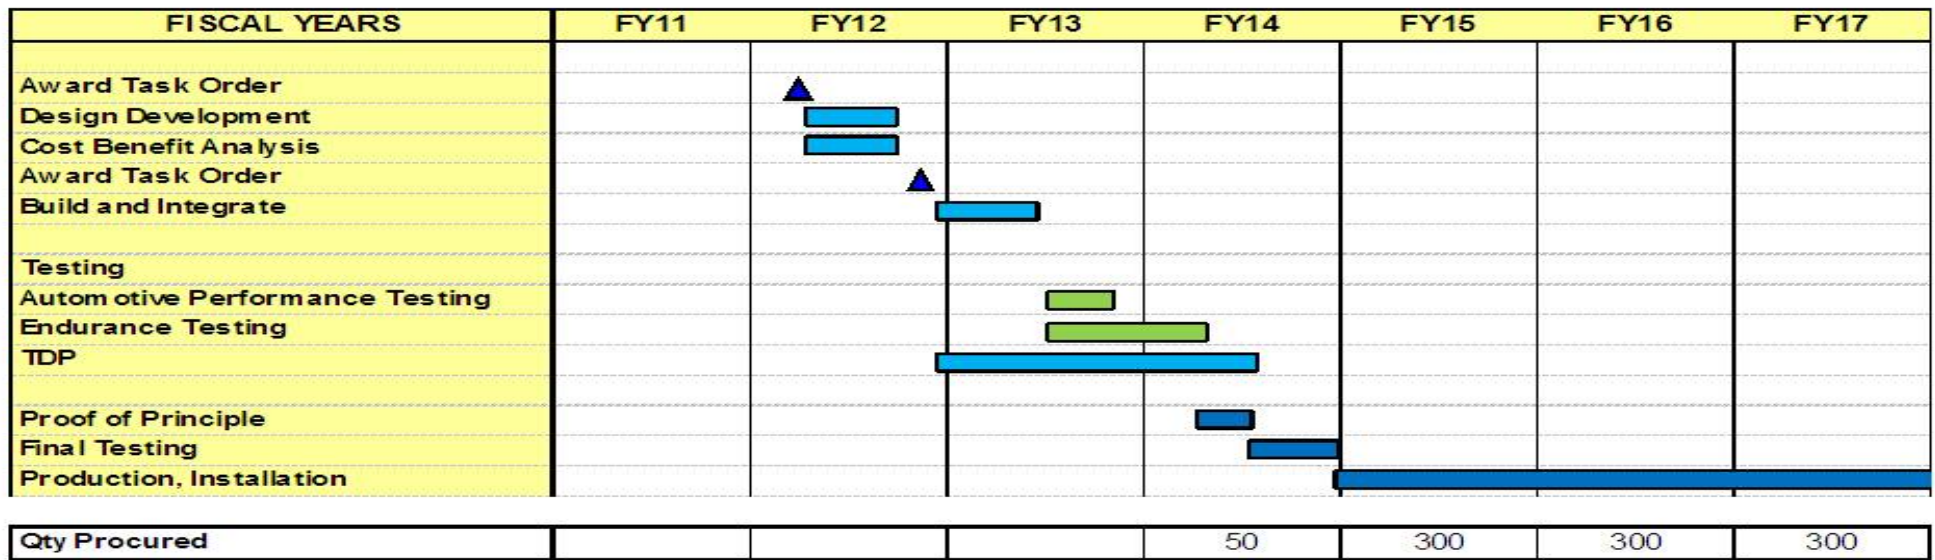 FISCAL YEARS FY11 FY12 FY13 FY14 FY15 FY16 FY17
Award Task Order
Design Development
Cost Benefit Analysis
Award Task Order
Build and Integrate
Testing
Automotive Performance Testing
Endurance Testing
TDP
Proof of Principle
Final Testing
Production, Installation
Qty Procured 50 300 300 300